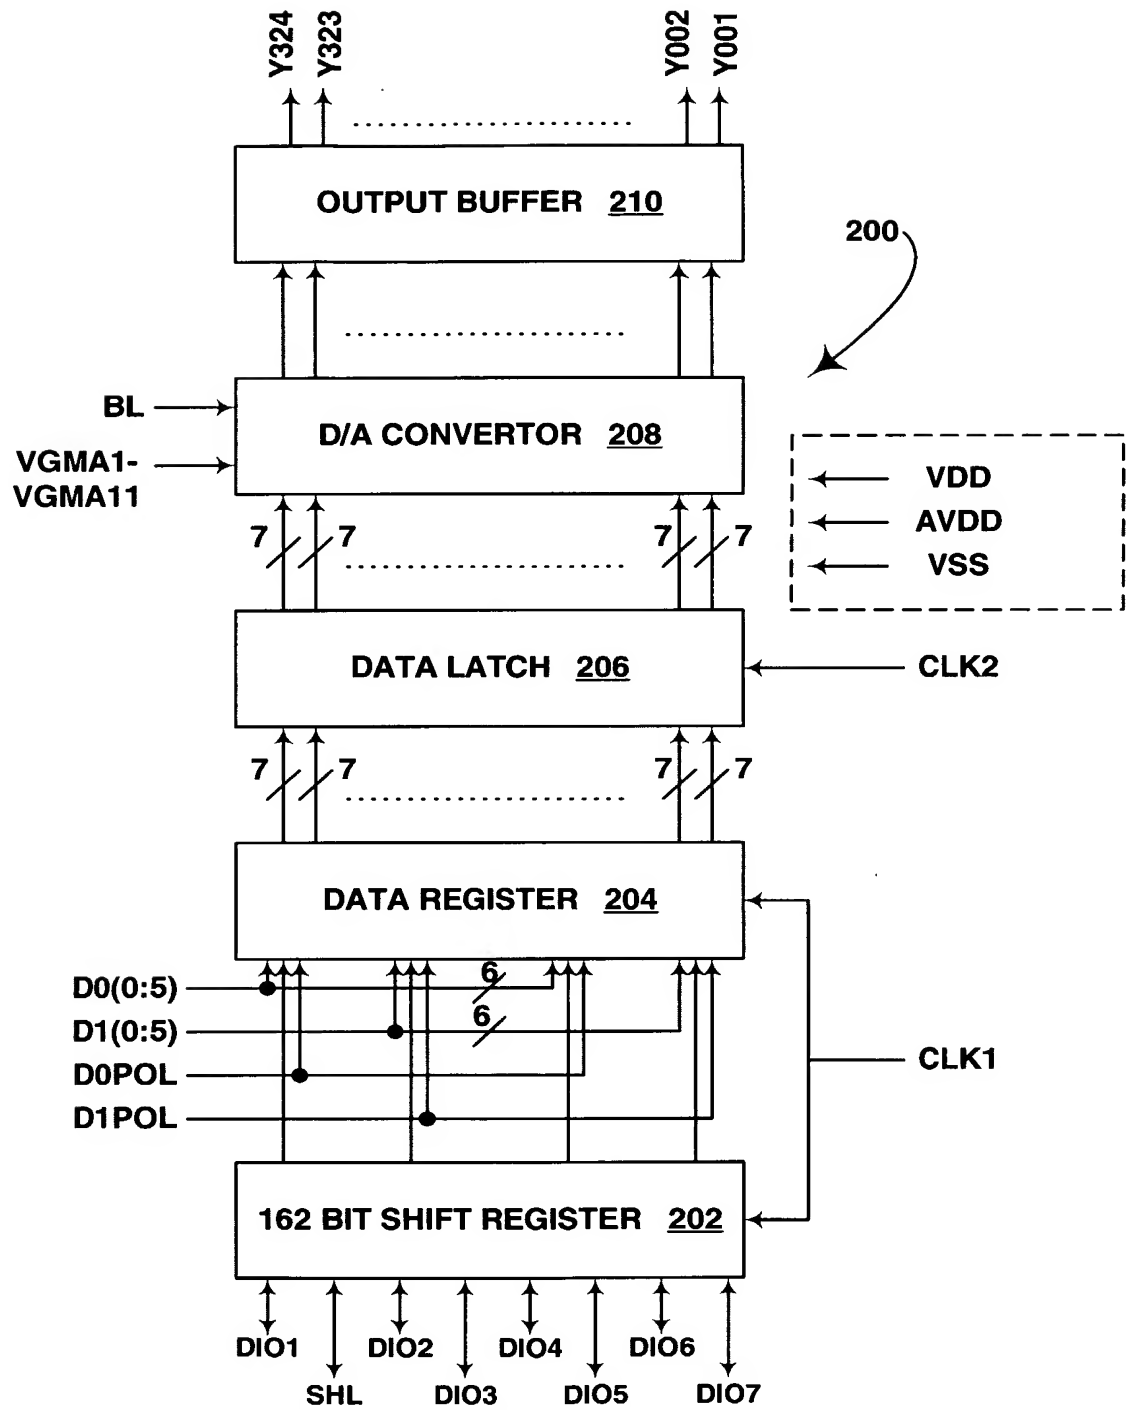 Y324 Y323 Y002 Y001
OUTPUT BUFFER 210
200
BL
D/A CONVERTOR 208
VGMA1-
VGMA11
VDD
AVDD
VSS
7 7 7 7
DATA LATCH 206
CLK2
7 7 7 7
DATA REGISTER 204
D0(0:5) 6
D1(0:5) 6
D0POL
CLK1
D1POL
162 BIT SHIFT REGISTER 202
DIO1 DIO2 DIO4 DIO6
SHL DIO3 DIO5 DIO7